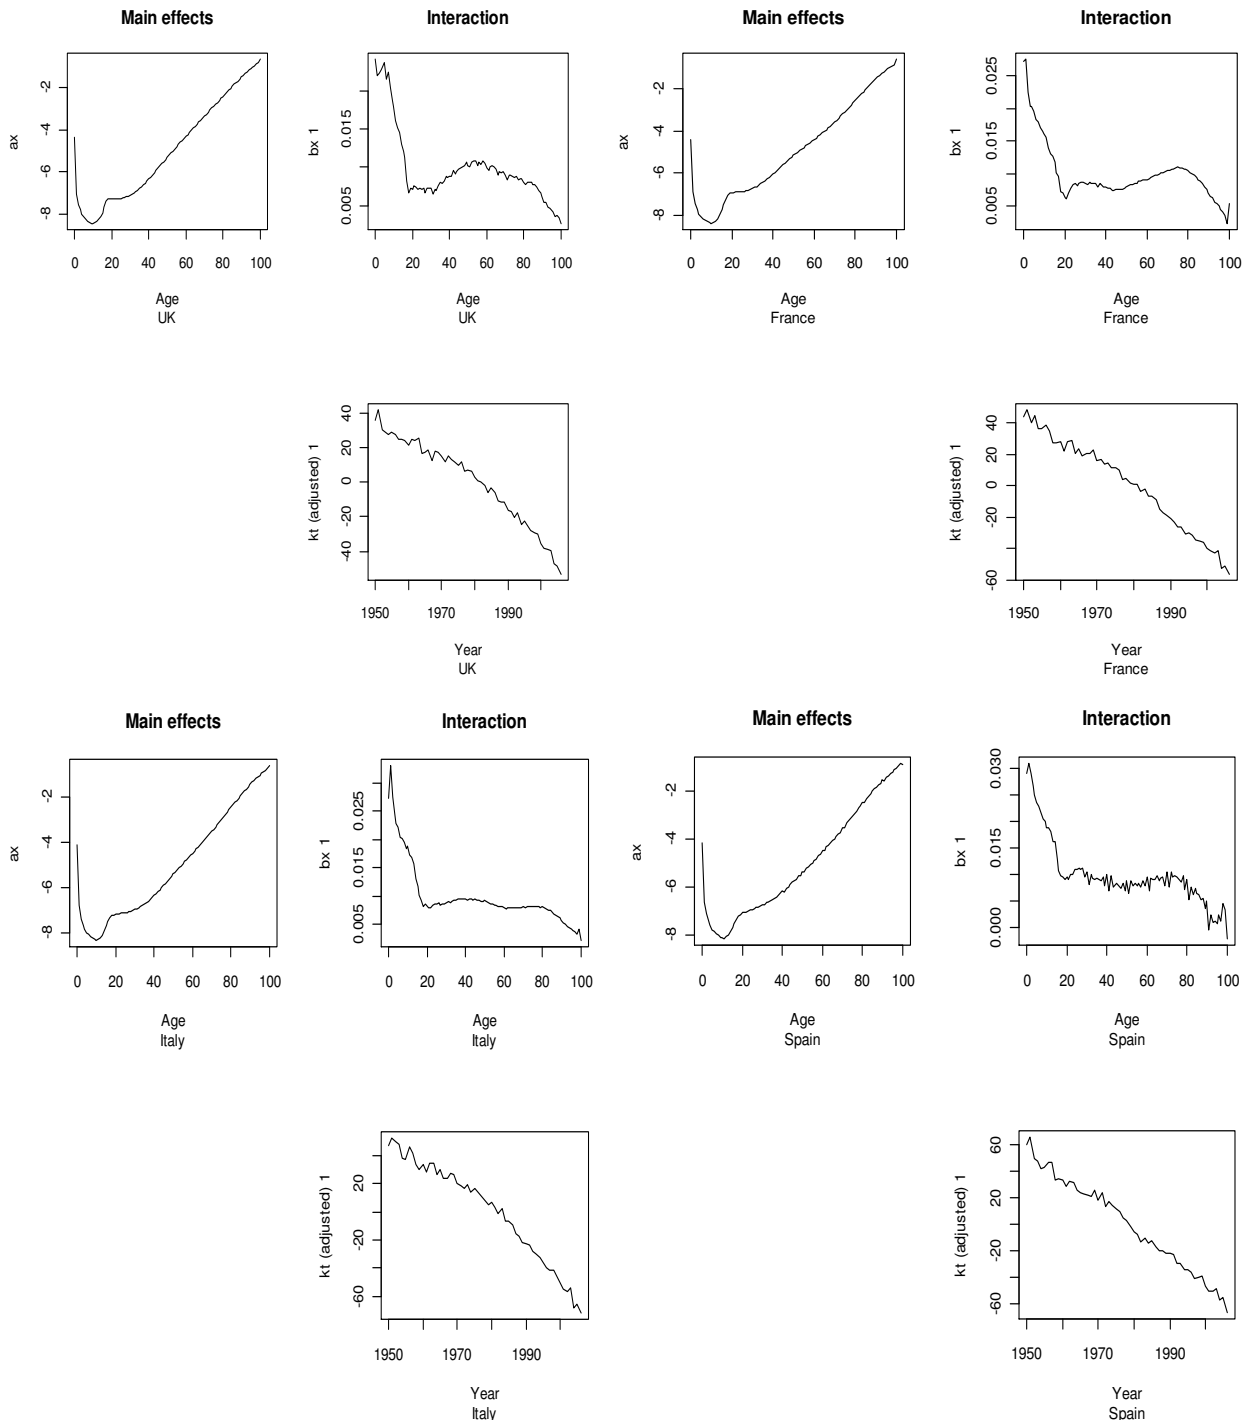 Main effects
Interaction
Main effects
Interaction
ax
-2
-4
-6
-8
0 20 40 60 80 100
Age
UK
bx 1
0.015
0.005
0 20 40 60 80 100
Age
UK
ax
-2
-4
-6
-8
0 20 40 60 80 100
Age
France
bx 1
0.025
0.015
0.005
0 20 40 60 80 100
Age
France
kt (adjusted) 1
40
20
0
-20
-40
1950 1970 1990
Year
UK
kt (adjusted) 1
40
20
0
-20
-60
1950 1970 1990
Year
France
Main effects
Interaction
Main effects
Interaction
ax
-2
-4
-6
-8
0 20 40 60 80 100
Age
Italy
bx 1
0.025
0.015
0.005
0 20 40 60 80 100
Age
Italy
ax
-2
-4
-6
-8
0 20 40 60 80 100
Age
Spain
bx 1
0.030
0.015
0.000
0 20 40 60 80 100
Age
Spain
kt (adjusted) 1
20
-20
-60
1950 1970 1990
Year
Italy
kt (adjusted) 1
60
20
-20
-60
1950 1970 1990
Year
Spain